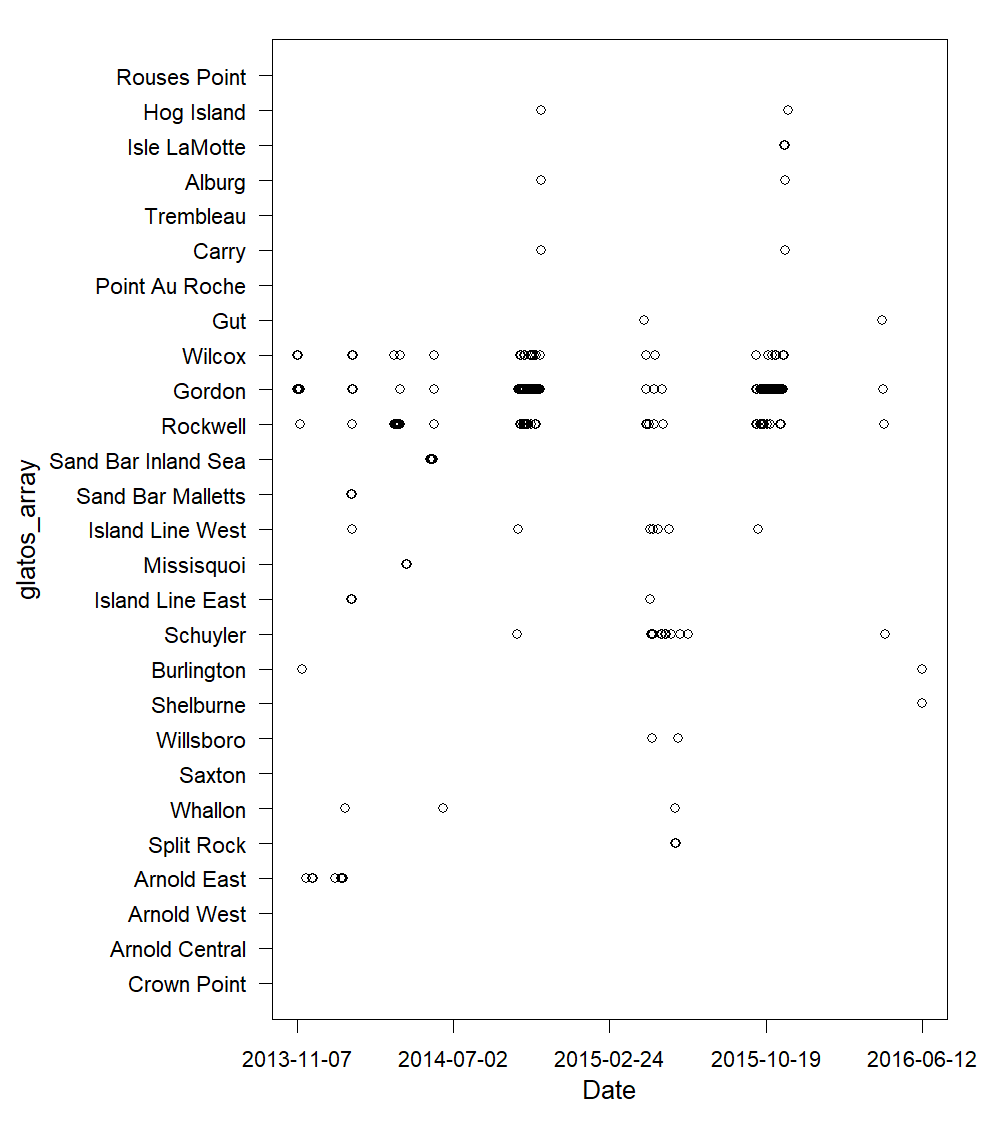 Rouses Point
Hog Island
Isle LaMotte
Alburg
Trembleau
Carry
Point Au Roche
Gut
Wilcox
Gordon
Rockwell
Sand Bar Inland Sea
Sand Bar Malletts
Island Line West
Missisquoi
Island Line East
Schuyler
Burlington
Shelburne
Willsboro
Saxton
Whallon
Split Rock
Arnold East
Arnold West
Arnold Central
Crown Point
glatos_array
2013-11-07 2014-07-02 2015-02-24 2015-10-19 2016-06-12
Date